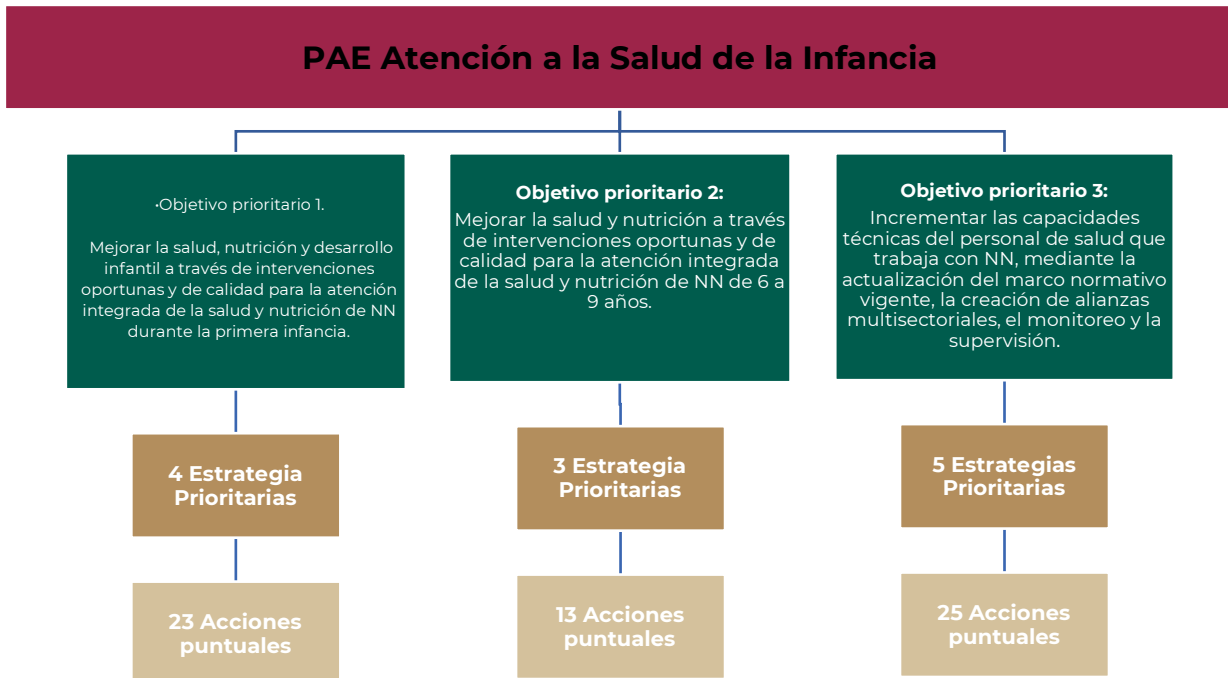 PAE Atención a la Salud de la Infancia
•Objetivo prioritario 1.
Mejorar la salud, nutrición y desarrollo
infantil a través de intervenciones
oportunas y de calidad para la atención
integrada de la salud y nutrición de NN
durante la primera infancia.
Objetivo prioritario 2:
Mejorar la salud y nutrición a través
de intervenciones oportunas y de
calidad para la atención integrada
de la salud y nutrición de NN de 6 a
9 años.
Objetivo prioritario 3:
Incrementar las capacidades
técnicas del personal de salud que
trabaja con NN, mediante la
actualización del marco normativo
vigente, la creación de alianzas
multisectoriales, el monitoreo y la
supervisión.
4 Estrategia
Prioritarias
3 Estrategia
Prioritarias
5 Estrategias
Prioritarias
23 Acciones
puntuales
13 Acciones
puntuales
25 Acciones
puntuales